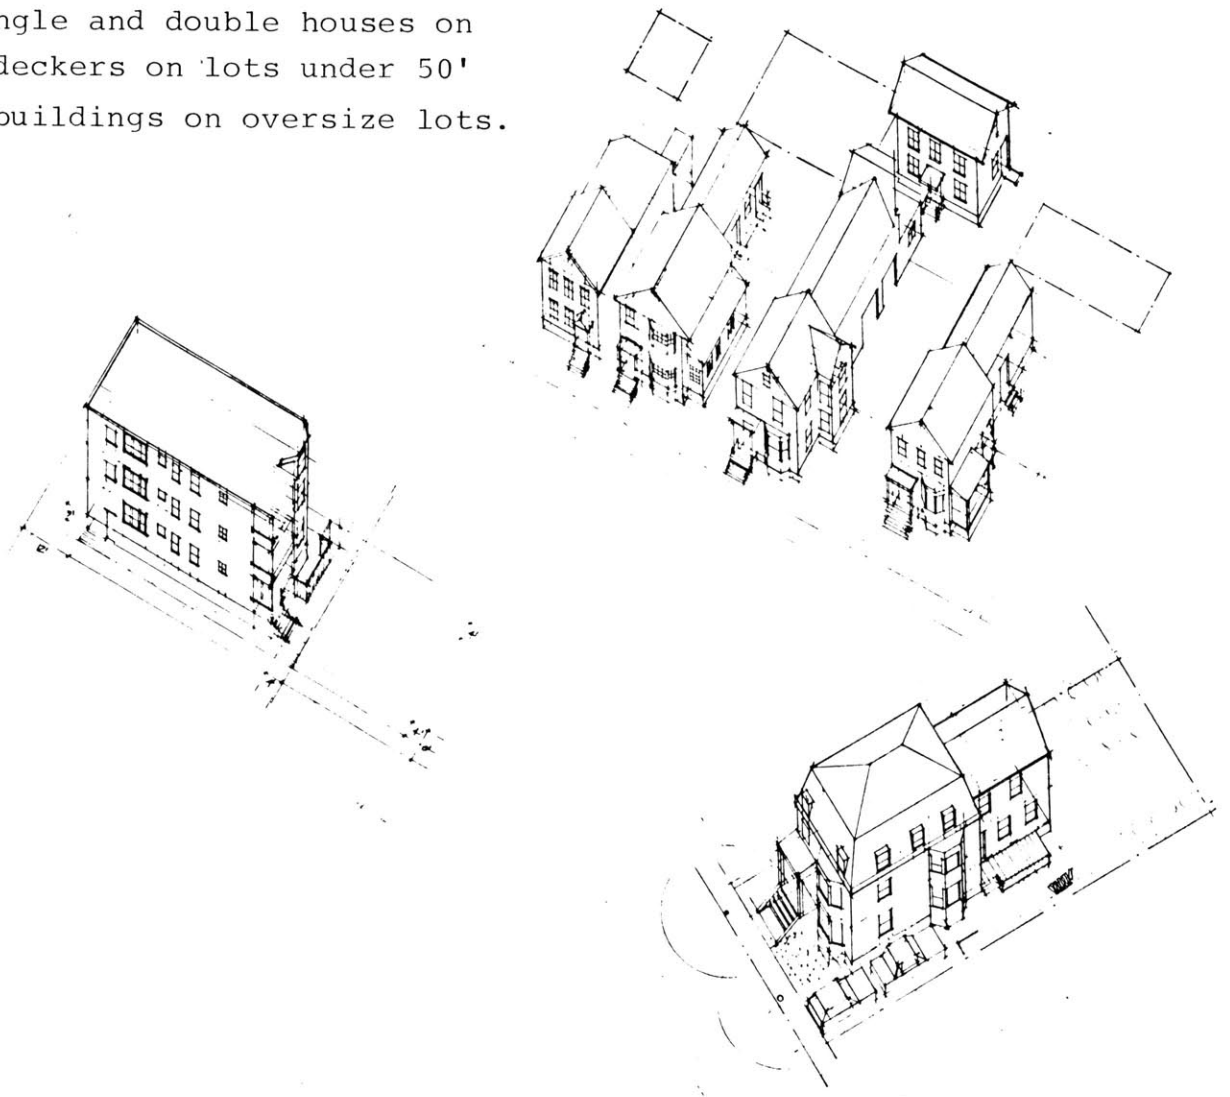 ngle and double houses on
deckers on lots under 50'
buildings on oversize lots.